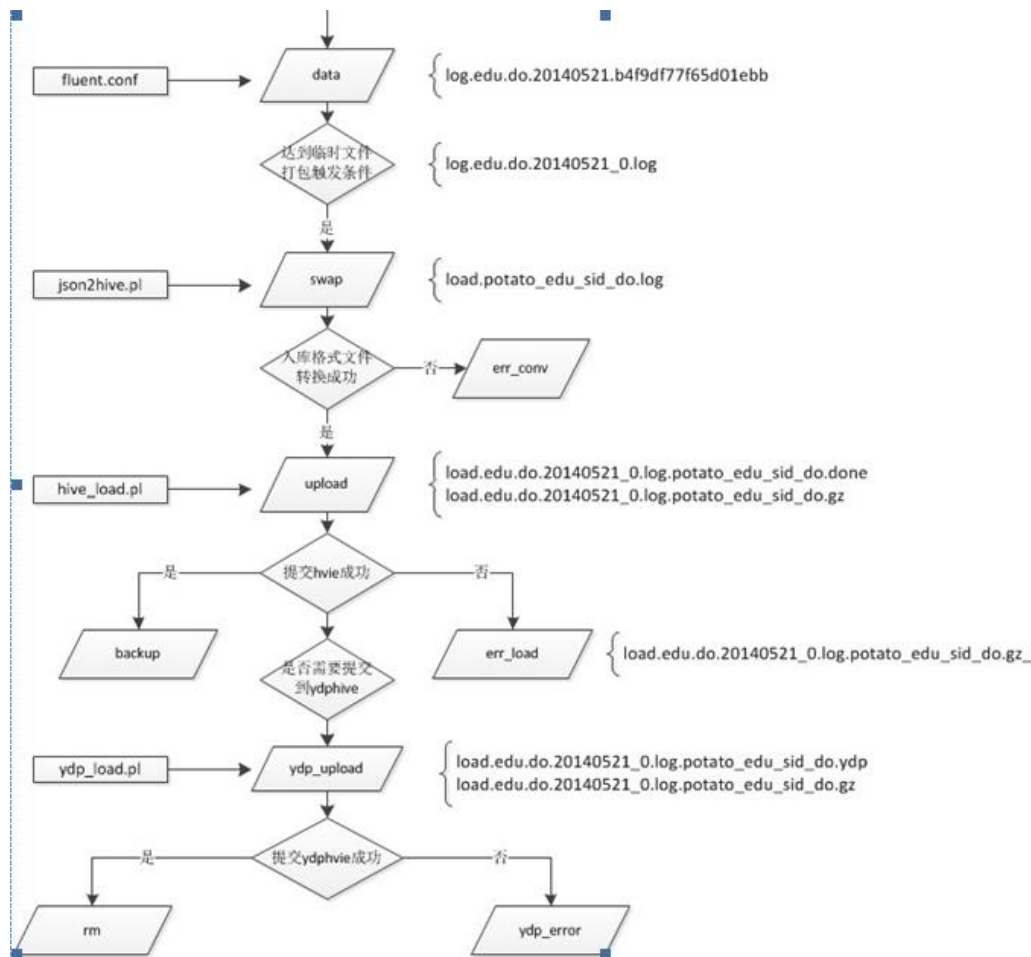 fluent.conf
data
log.edu.do.20140521.b4f9df77f65d01ebb
达到临时文件
打包触发条件
log.edu.do.20140521_0.log
是
json2hive.pl
swap
load.potato_edu_sid_do.log
入库格式文件
转换成功
否
err_conv
是
hive_load.pl
upload
load.edu.do.20140521_0.log.potato_edu_sid_do.done
load.edu.do.20140521_0.log.potato_edu_sid_do.gz
是
提交hvie成功
否
backup
err_load
load.edu.do.20140521_0.log.potato_edu_sid_do.gz_
是否需要提交
到ydphive
ydp_load.pl
ydp_upload
load.edu.do.20140521_0.log.potato_edu_sid_do.ydp
load.edu.do.20140521_0.log.potato_edu_sid_do.gz
是
提交ydphvie成功
否
rm
ydp_error